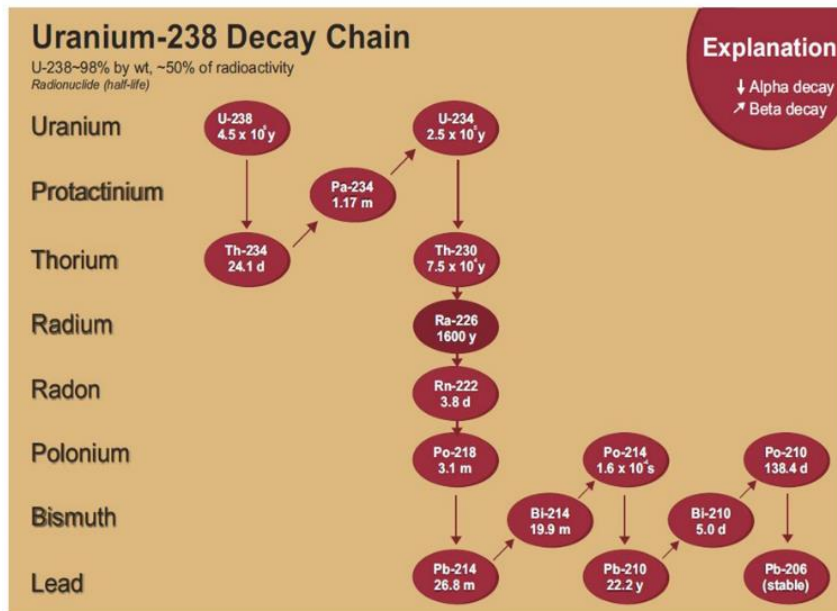 Uranium-238 Decay Chain
U-238~98% by wt, ~50% of radioactivity
Radionuclide (half-life)
Explanation
↓ Alpha decay
↗ Beta decay
Uranium
U-238
4.5 x 10⁹ y
U-234
2.5 x 10⁵ y
Protactinium
Pa-234
1.17 m
Thorium
Th-234
24.1 d
Th-230
7.5 x 10⁴ y
Radium
Ra-226
1600 y
Radon
Rn-222
3.8 d
Polonium
Po-218
3.1 m
Po-214
1.6 x 10⁻⁴s
Po-210
138.4 d
Bismuth
Bi-214
19.9 m
Bi-210
5.0 d
Lead
Pb-214
26.8 m
Pb-210
22.2 y
Pb-206
(stable)